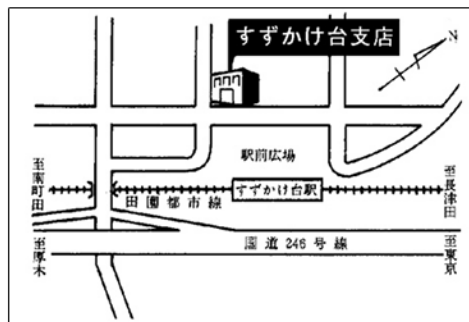 すずかけ台支店
N
駅前広場
至南町田
田園都市線
すずかけ台駅
至長津田
至厚木
国道246号線
至東京